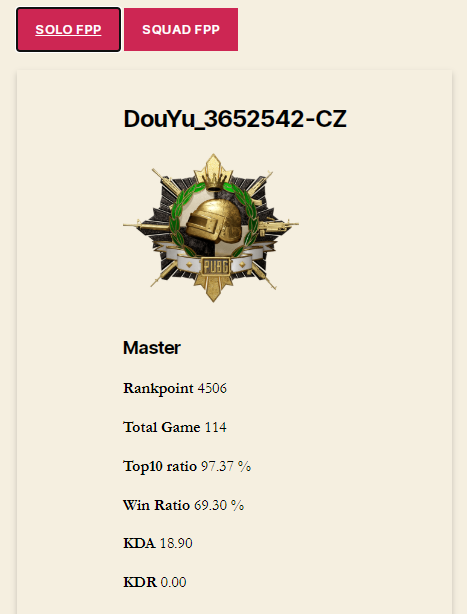 SOLO FPP
SQUAD FPP
DouYu_3652542-CZ
PUBG
Master
Rankpoint 4506
Total Game 114
Top10 ratio 97.37 %
Win Ratio 69.30 %
KDA 18.90
KDR 0.00